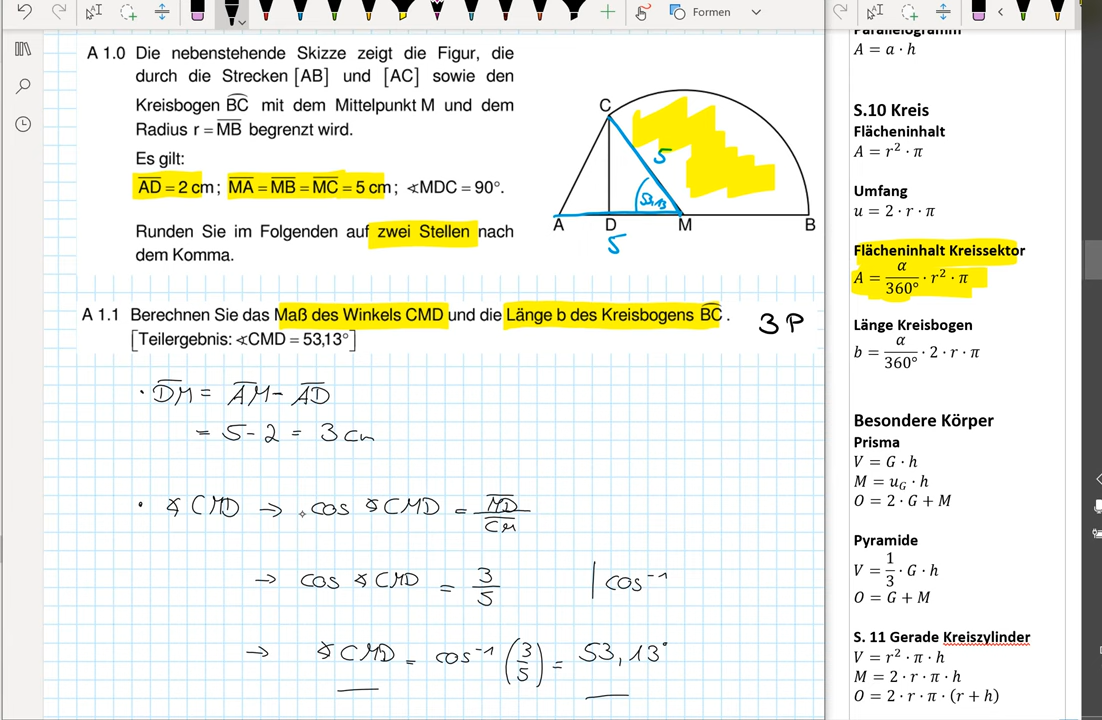 Formen
A 1.0 Die nebenstehende Skizze zeigt die Figur, die
durch die Strecken [AB] und [AC] sowie den
Kreisbogen BC mit dem Mittelpunkt M und dem
Radius r = MB begrenzt wird.
Es gilt:
AD = 2 cm; MA = MB = MC = 5 cm; ∢MDC = 90°.
Runden Sie im Folgenden auf zwei Stellen nach
dem Komma.
C
5
53,13
A D M B
5
A 1.1 Berechnen Sie das Maß des Winkels CMD und die Länge b des Kreisbogens BC.
3 P
[Teilergebnis: ∢CMD = 53,13°]
· DM = AM - AD
= 5 - 2 = 3 cm
· ∢ CMD → cos ∢ CMD = MD / CM
→ cos ∢ CMD = 3/5 | cos⁻¹
→ ∢ CMD = cos⁻¹ (3/5) = 53,13°
Parallelogramm
A = a · h
S.10 Kreis
Flächeninhalt
A = r² · π
Umfang
u = 2 · r · π
Flächeninhalt Kreissektor
A = α/360° · r² · π
Länge Kreisbogen
b = α/360° · 2 · r · π
Besondere Körper
Prisma
V = G · h
M = u_G · h
O = 2 · G + M
Pyramide
V = 1/3 · G · h
O = G + M
S. 11 Gerade Kreiszylinder
V = r² · π · h
M = 2 · r · π · h
O = 2 · r · π · (r + h)